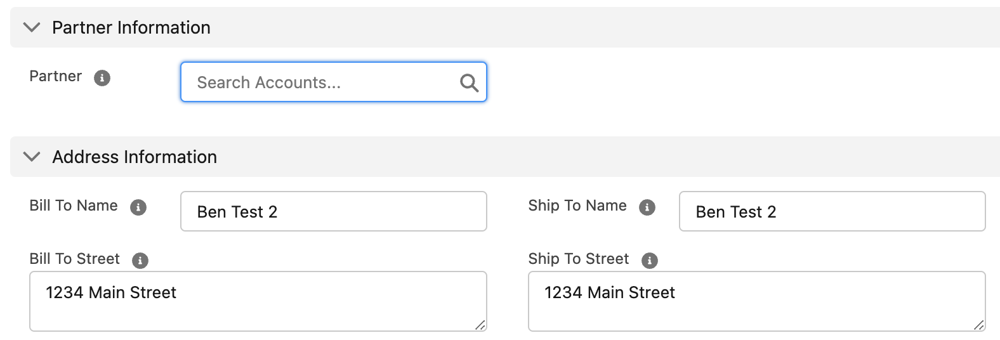 Partner Information
Partner
Search Accounts...
Address Information
Bill To Name
Ben Test 2
Ship To Name
Ben Test 2
Bill To Street
Ship To Street
1234 Main Street
1234 Main Street